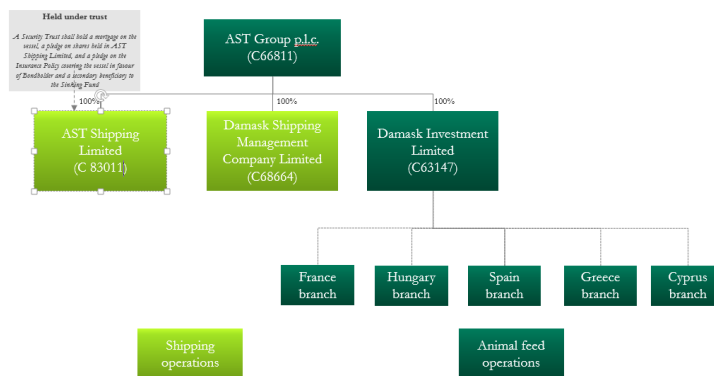 Held under trust
A Security Trust shall hold a mortgage on the
vessel, a pledge on shares held in AST
Shipping Limited, and a pledge on the
Insurance Policy covering the vessel in favour
of Bondholder and a secondary beneficiary to
the Sinking Fund
AST Group p.l.c.
(C66811)
100%
100%
100%
AST Shipping
Limited
(C 83011)
Damask Shipping
Management
Company Limited
(C68664)
Damask Investment
Limited
(C63147)
France
branch
Hungary
branch
Spain
branch
Greece
branch
Cyprus
branch
Shipping
operations
Animal feed
operations